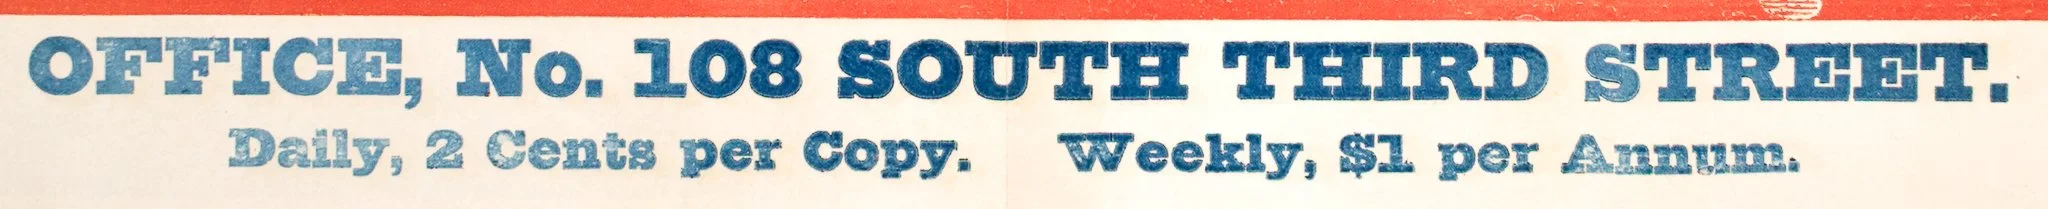 OFFICE, No. 108 SOUTH THIRD STREET.
Daily, 2 Cents per Copy. Weekly, $1 per Annum.